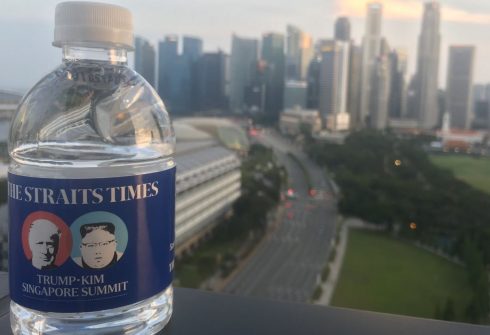 THE STRAITS TIMES
TRUMP-KIM
SINGAPORE SUMMIT